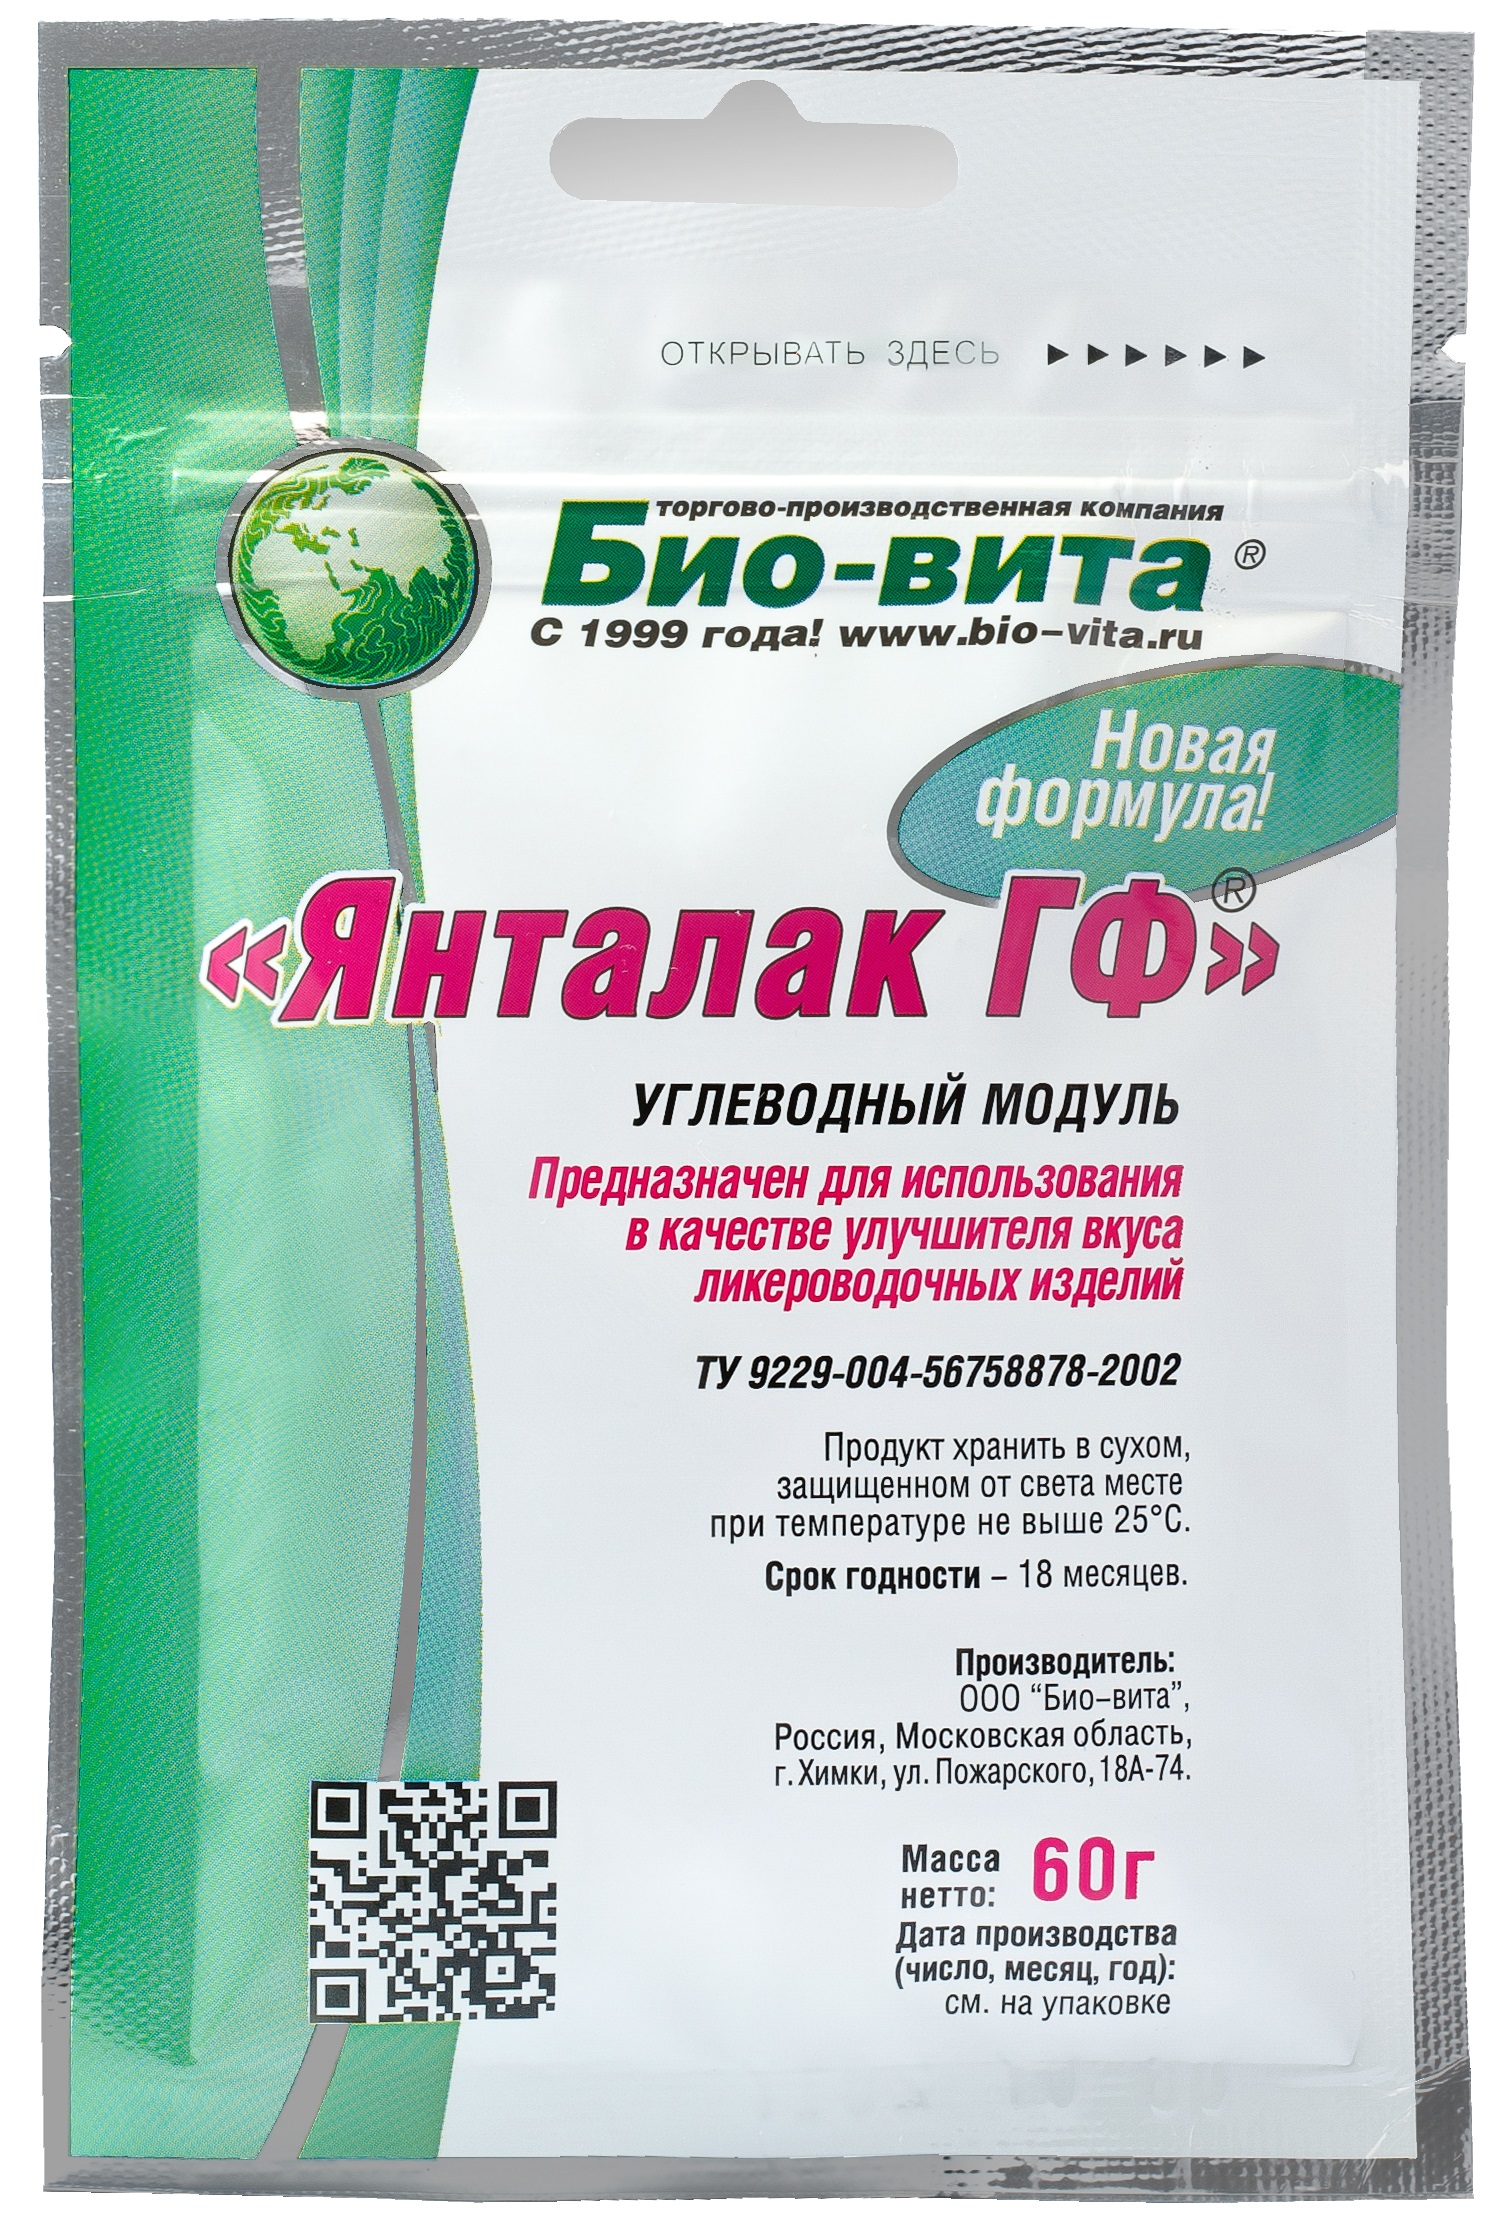 ОТКРЫВАТЬ ЗДЕСЬ
торгово-производственная компания
Био-вита ®
С 1999 года! www.bio-vita.ru
Новая
формула!
«Янталак ГФ®»
УГЛЕВОДНЫЙ МОДУЛЬ
Предназначен для использования
в качестве улучшителя вкуса
ликероводочных изделий
ТУ 9229-004-56758878-2002
Продукт хранить в сухом,
защищенном от света месте
при температуре не выше 25°С.
Срок годности – 18 месяцев.
Производитель:
ООО “Био-вита”,
Россия, Московская область,
г. Химки, ул. Пожарского, 18А-74.
Масса
нетто: 60г
Дата производства
(число, месяц, год):
см. на упаковке